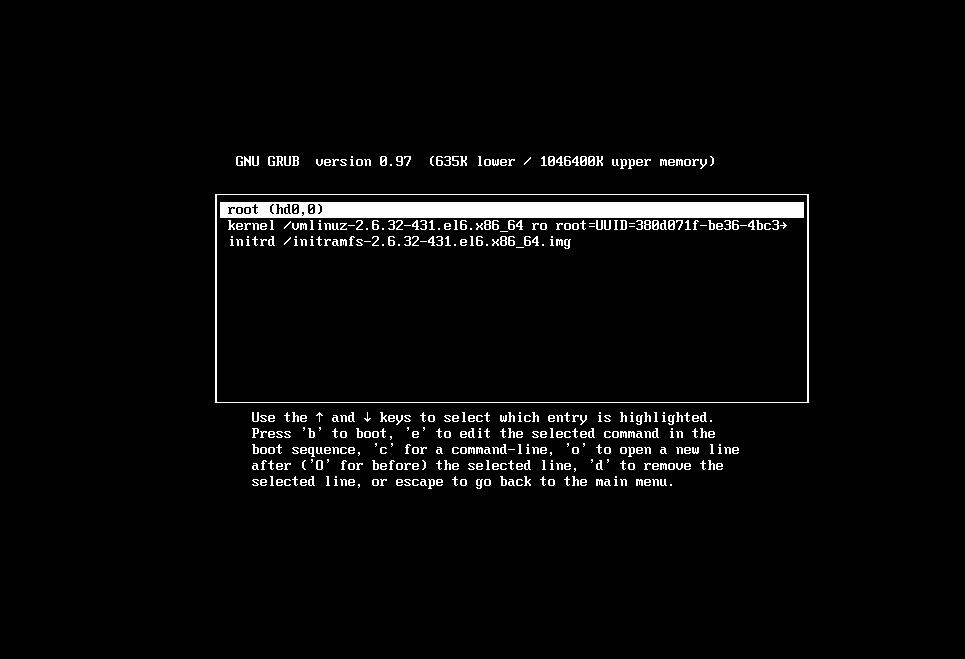 GNU GRUB  version 0.97  (635K lower / 1046400K upper memory)
root (hd0,0)
kernel /vmlinuz-2.6.32-431.el6.x86_64 ro root=UUID=380d071f-be36-4bc3→
initrd /initramfs-2.6.32-431.el6.x86_64.img
Use the ↑ and ↓ keys to select which entry is highlighted.
Press 'b' to boot, 'e' to edit the selected command in the
boot sequence, 'c' for a command-line, 'o' to open a new line
after ('O' for before) the selected line, 'd' to remove the
selected line, or escape to go back to the main menu.